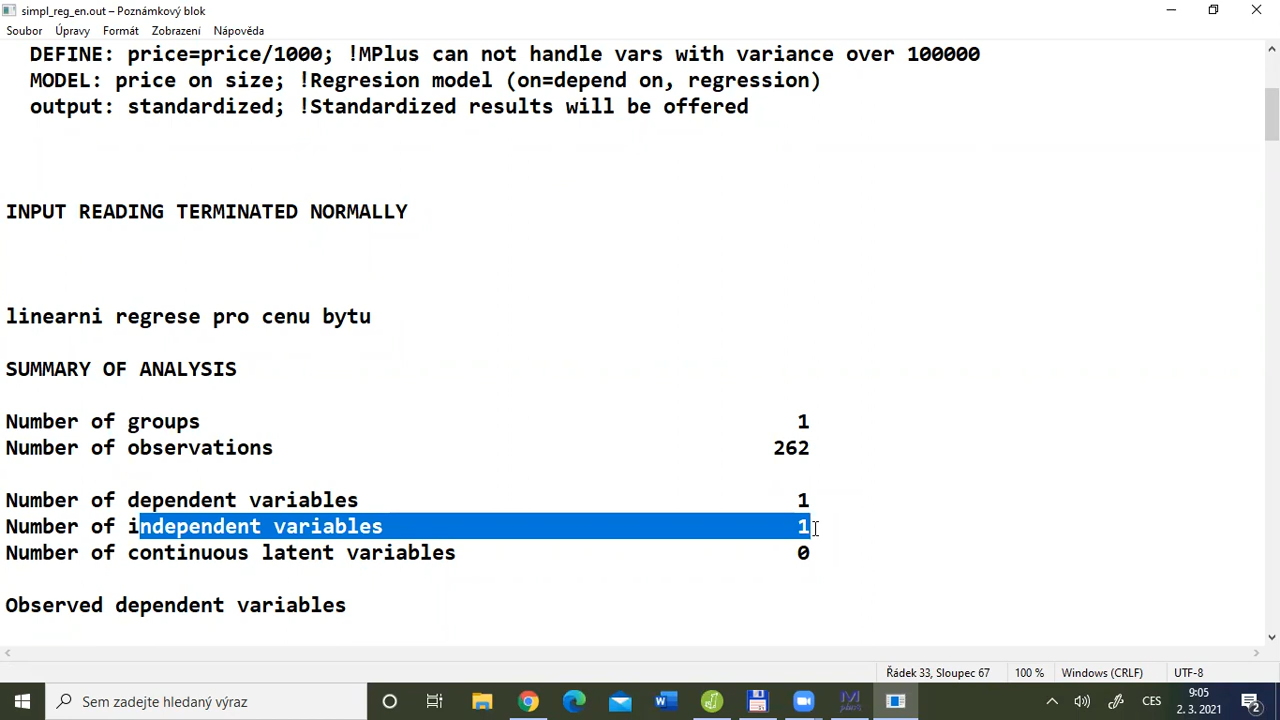 simpl_reg_en.out – Poznámkový blok
Soubor Úpravy Formát Zobrazení Nápověda
DEFINE: price=price/1000; !MPlus can not handle vars with variance over 100000
MODEL: price on size; !Regresion model (on=depend on, regression)
output: standardized; !Standardized results will be offered
INPUT READING TERMINATED NORMALLY
linearni regrese pro cenu bytu
SUMMARY OF ANALYSIS
Number of groups 1
Number of observations 262
Number of dependent variables 1
Number of independent variables 1
Number of continuous latent variables 0
Observed dependent variables
Řádek 33, Sloupec 67 100 % Windows (CRLF) UTF-8
Sem zadejte hledaný výraz
CES
9:05
2. 3. 2021
2